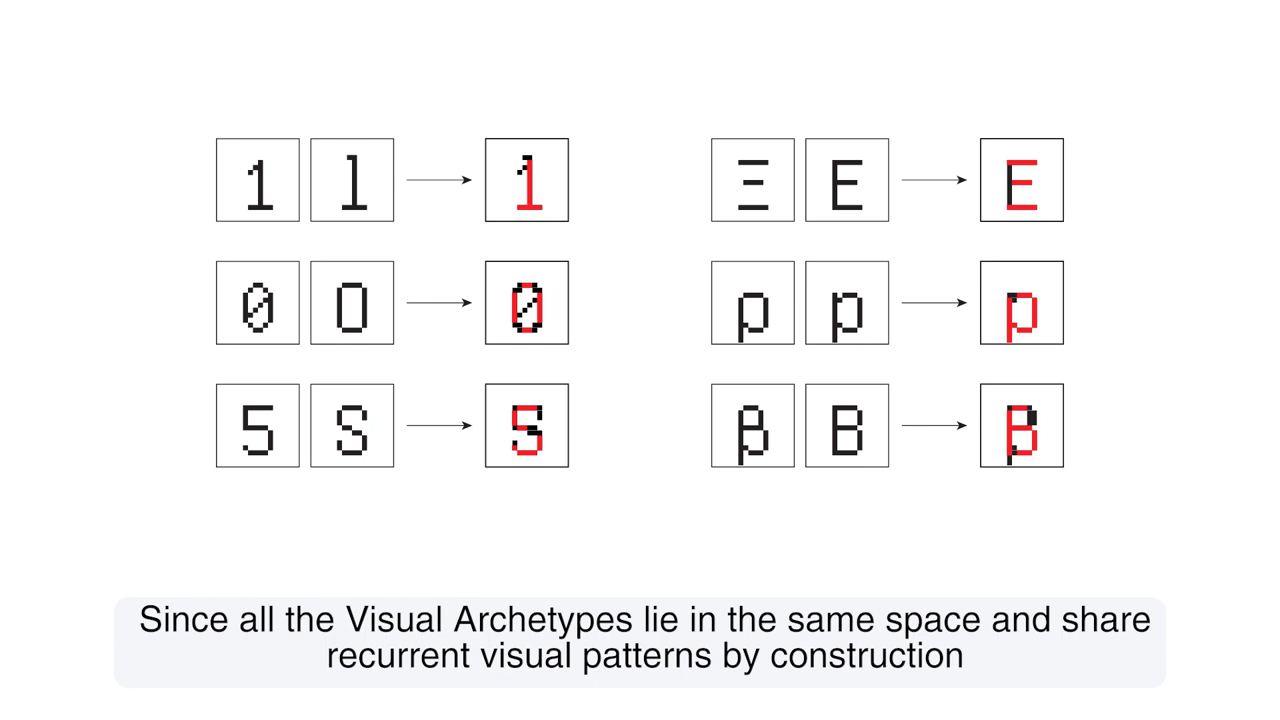 1 l → 1 Ξ E → E
0 O → 0 ρ p → p
5 S → 5 β B → β
Since all the Visual Archetypes lie in the same space and share
recurrent visual patterns by construction